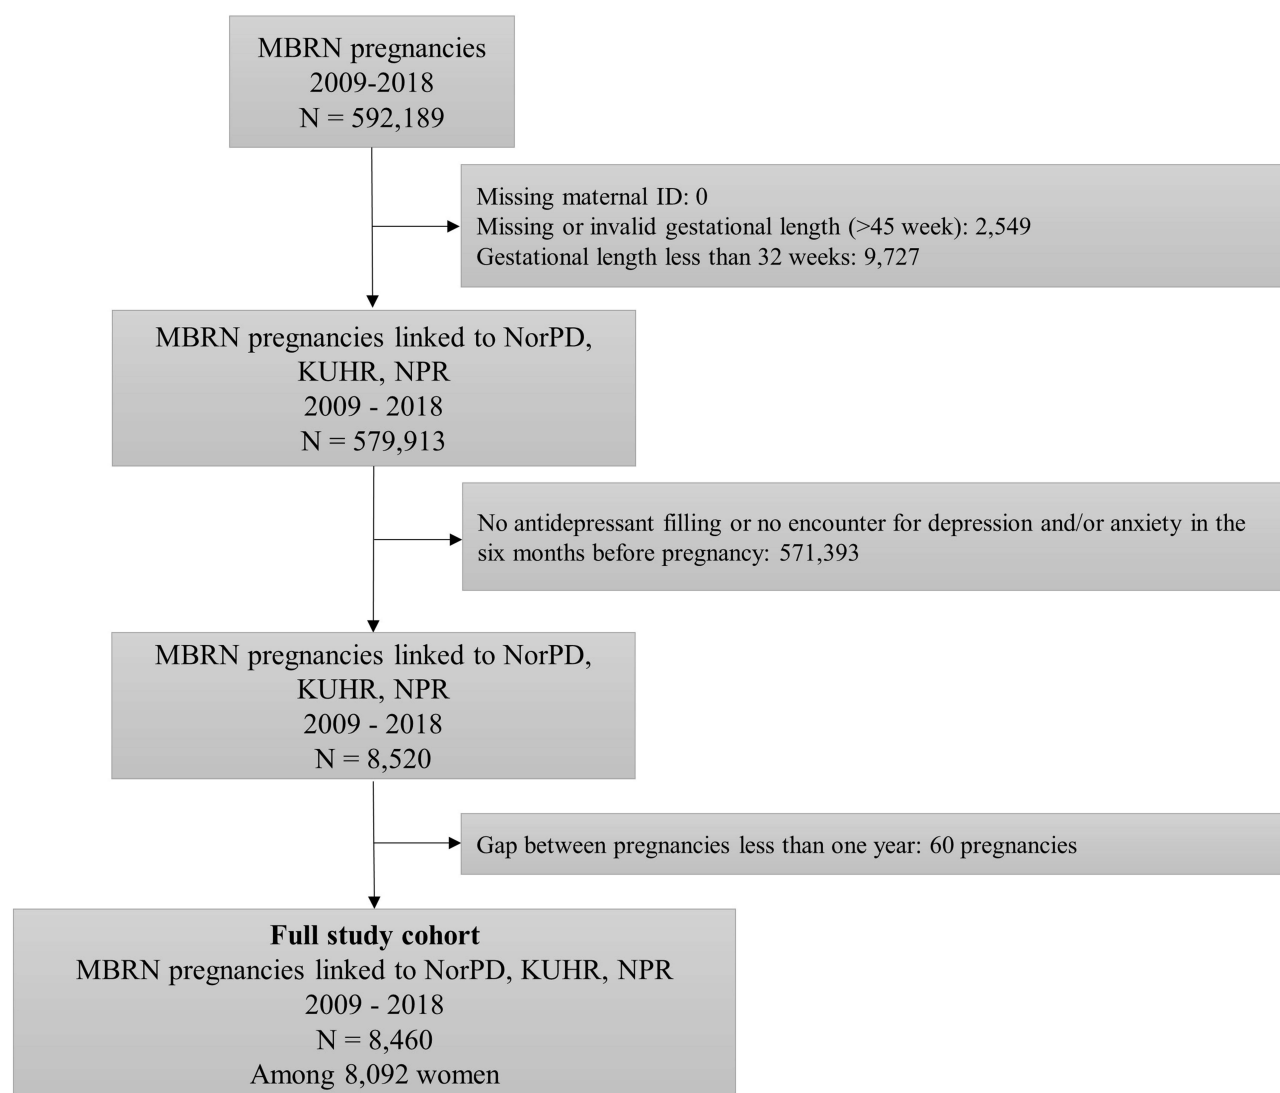 MBRN pregnancies
2009-2018
N = 592,189
Missing maternal ID: 0
Missing or invalid gestational length (>45 week): 2,549
Gestational length less than 32 weeks: 9,727
MBRN pregnancies linked to NorPD,
KUHR, NPR
2009 - 2018
N = 579,913
No antidepressant filling or no encounter for depression and/or anxiety in the
six months before pregnancy: 571,393
MBRN pregnancies linked to NorPD,
KUHR, NPR
2009 - 2018
N = 8,520
Gap between pregnancies less than one year: 60 pregnancies
Full study cohort
MBRN pregnancies linked to NorPD, KUHR, NPR
2009 - 2018
N = 8,460
Among 8,092 women